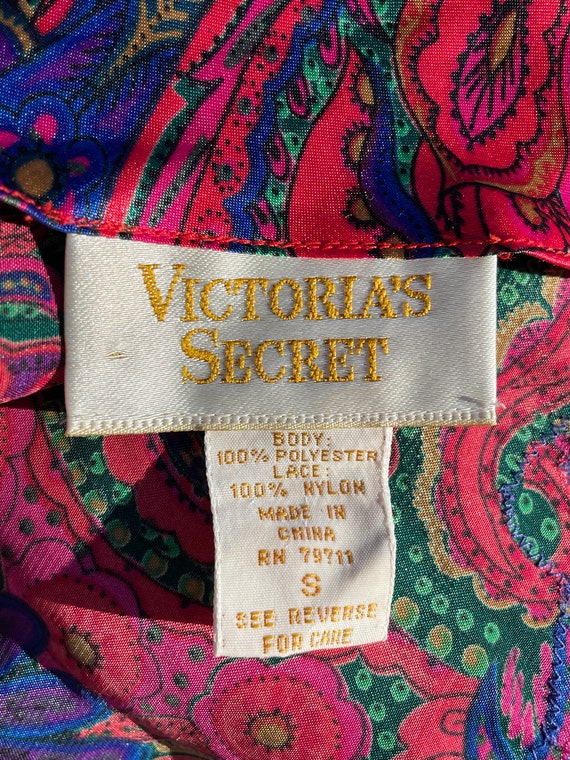 VICTORIA'S
SECRET
BODY:
100% POLYESTER
LACE:
100% NYLON
MADE IN
CHINA
RN 79711
S
SEE REVERSE
FOR CARE